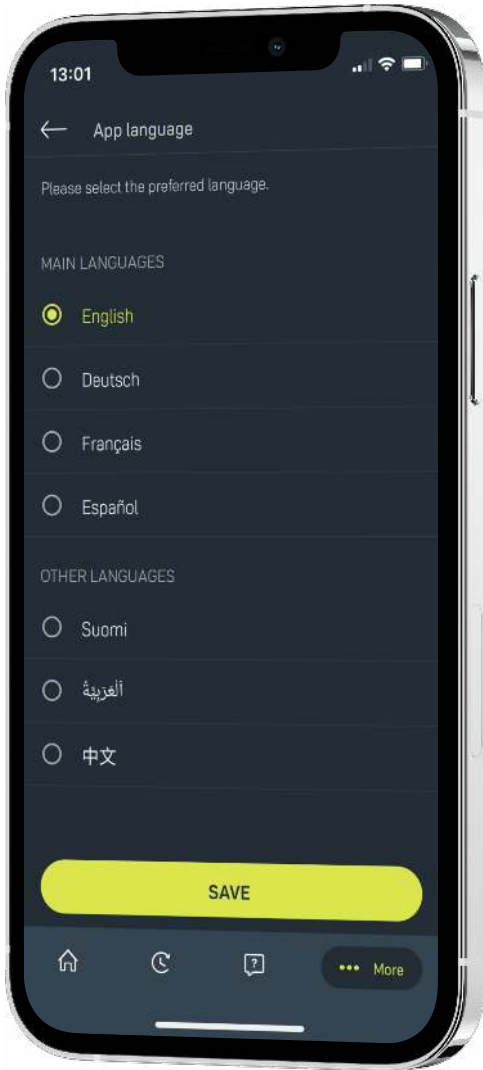 13:01
App language
Please select the preferred language.
MAIN LANGUAGES
English
Deutsch
Français
Español
OTHER LANGUAGES
Suomi
اَلْعَرَبِيَّةُ
中文
SAVE
More